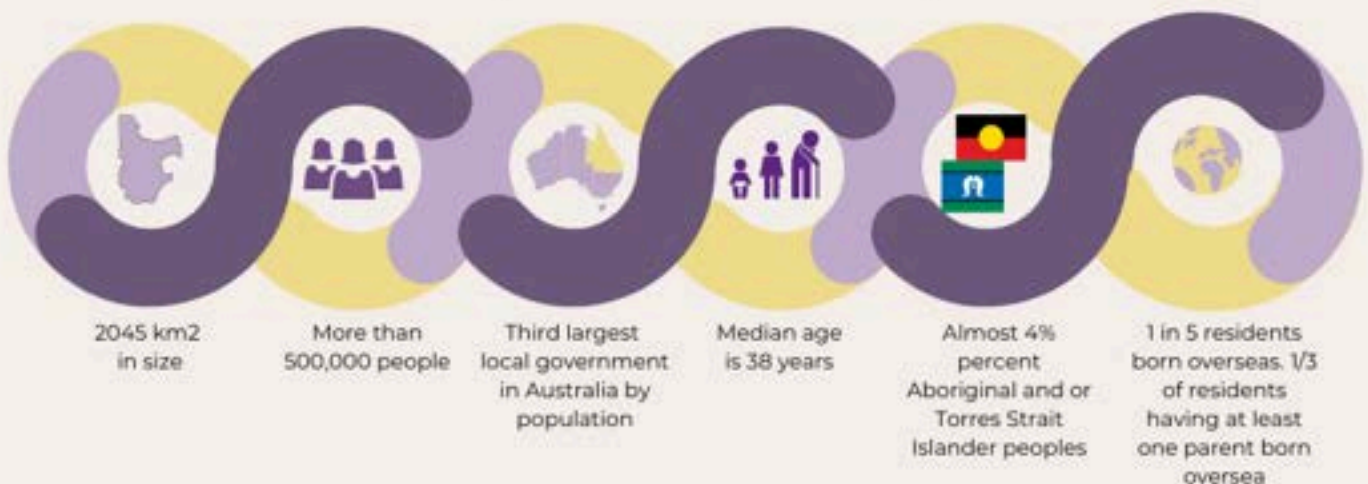 2045 km2
in size
More than
500,000 people
Third largest
local government
in Australia by
population
Median age
is 38 years
Almost 4%
percent
Aboriginal and or
Torres Strait
Islander peoples
1 in 5 residents
born overseas. 1/3
of residents
having at least
one parent born
oversea